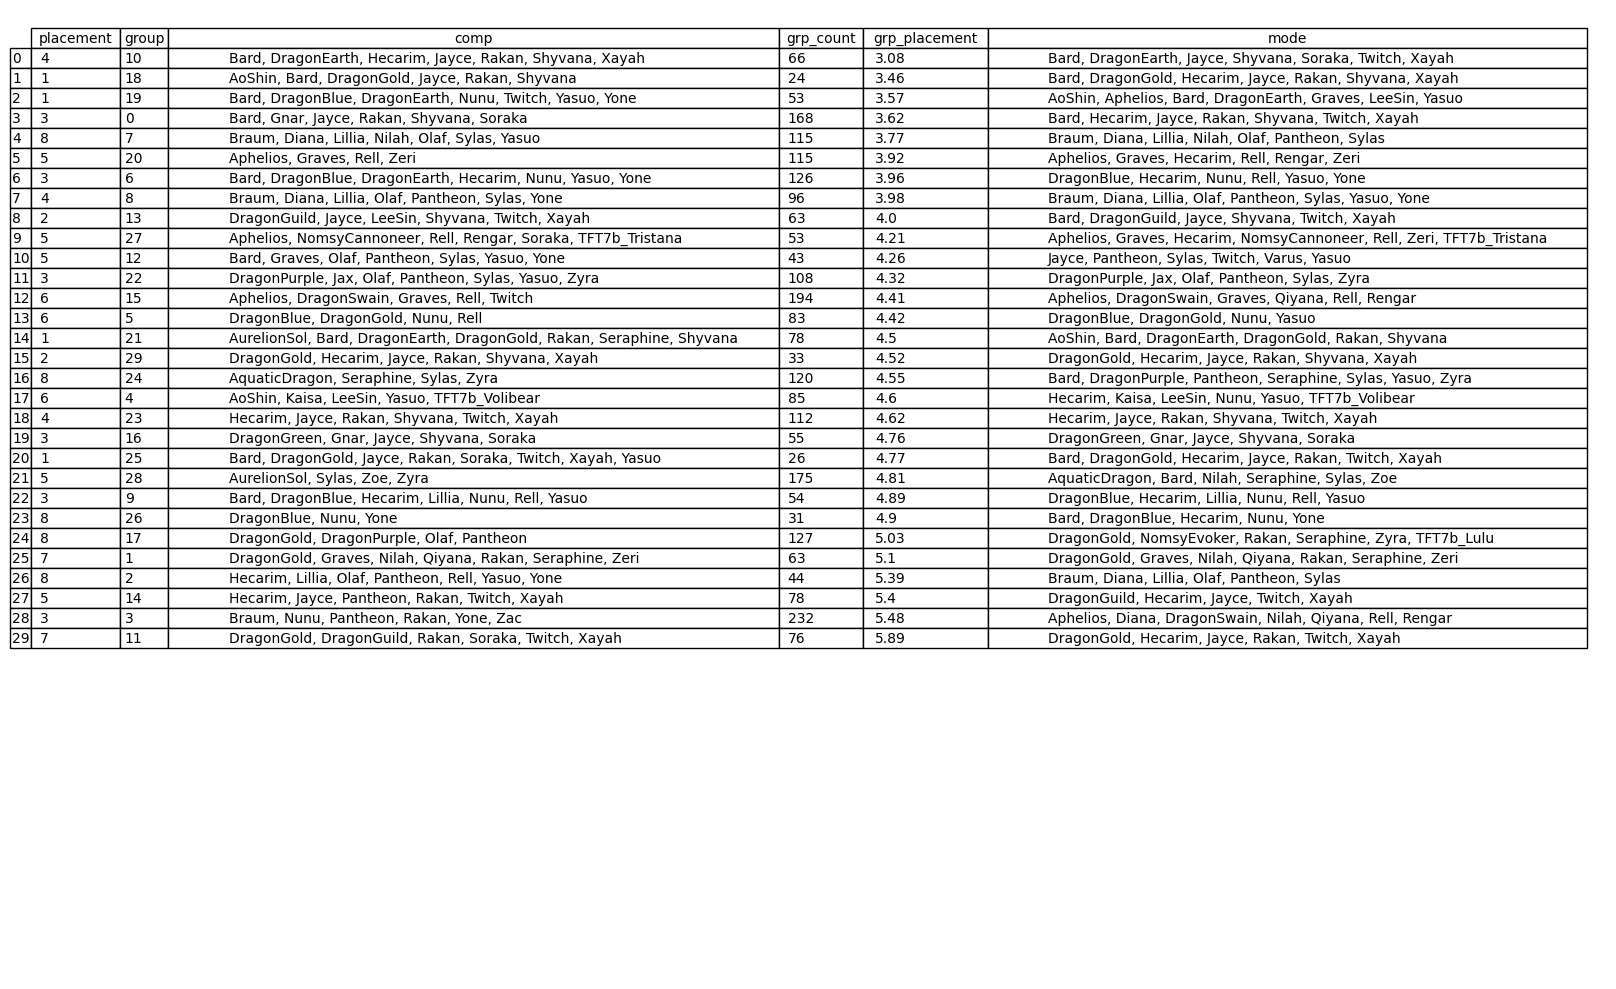 placement group comp grp_count grp_placement mode
0 4 10 Bard, DragonEarth, Hecarim, Jayce, Rakan, Shyvana, Xayah 66 3.08 Bard, DragonEarth, Jayce, Shyvana, Soraka, Twitch, Xayah
1 1 18 AoShin, Bard, DragonGold, Jayce, Rakan, Shyvana 24 3.46 Bard, DragonGold, Hecarim, Jayce, Rakan, Shyvana, Xayah
2 1 19 Bard, DragonBlue, DragonEarth, Nunu, Twitch, Yasuo, Yone 53 3.57 AoShin, Aphelios, Bard, DragonEarth, Graves, LeeSin, Yasuo
3 3 0 Bard, Gnar, Jayce, Rakan, Shyvana, Soraka 168 3.62 Bard, Hecarim, Jayce, Rakan, Shyvana, Twitch, Xayah
4 8 7 Braum, Diana, Lillia, Nilah, Olaf, Sylas, Yasuo 115 3.77 Braum, Diana, Lillia, Nilah, Olaf, Pantheon, Sylas
5 5 20 Aphelios, Graves, Rell, Zeri 115 3.92 Aphelios, Graves, Hecarim, Rell, Rengar, Zeri
6 3 6 Bard, DragonBlue, DragonEarth, Hecarim, Nunu, Yasuo, Yone 126 3.96 DragonBlue, Hecarim, Nunu, Rell, Yasuo, Yone
7 4 8 Braum, Diana, Lillia, Olaf, Pantheon, Sylas, Yone 96 3.98 Braum, Diana, Lillia, Olaf, Pantheon, Sylas, Yasuo, Yone
8 2 13 DragonGuild, Jayce, LeeSin, Shyvana, Twitch, Xayah 63 4.0 Bard, DragonGuild, Jayce, Shyvana, Twitch, Xayah
9 5 27 Aphelios, NomsyCannoneer, Rell, Rengar, Soraka, TFT7b_Tristana 53 4.21 Aphelios, Graves, Hecarim, NomsyCannoneer, Rell, Zeri, TFT7b_Tristana
10 5 12 Bard, Graves, Olaf, Pantheon, Sylas, Yasuo, Yone 43 4.26 Jayce, Pantheon, Sylas, Twitch, Varus, Yasuo
11 3 22 DragonPurple, Jax, Olaf, Pantheon, Sylas, Yasuo, Zyra 108 4.32 DragonPurple, Jax, Olaf, Pantheon, Sylas, Zyra
12 6 15 Aphelios, DragonSwain, Graves, Rell, Twitch 194 4.41 Aphelios, DragonSwain, Graves, Qiyana, Rell, Rengar
13 6 5 DragonBlue, DragonGold, Nunu, Rell 83 4.42 DragonBlue, DragonGold, Nunu, Yasuo
14 1 21 AurelionSol, Bard, DragonEarth, DragonGold, Rakan, Seraphine, Shyvana 78 4.5 AoShin, Bard, DragonEarth, DragonGold, Rakan, Shyvana
15 2 29 DragonGold, Hecarim, Jayce, Rakan, Shyvana, Xayah 33 4.52 DragonGold, Hecarim, Jayce, Rakan, Shyvana, Xayah
16 8 24 AquaticDragon, Seraphine, Sylas, Zyra 120 4.55 Bard, DragonPurple, Pantheon, Seraphine, Sylas, Yasuo, Zyra
17 6 4 AoShin, Kaisa, LeeSin, Yasuo, TFT7b_Volibear 85 4.6 Hecarim, Kaisa, LeeSin, Nunu, Yasuo, TFT7b_Volibear
18 4 23 Hecarim, Jayce, Rakan, Shyvana, Twitch, Xayah 112 4.62 Hecarim, Jayce, Rakan, Shyvana, Twitch, Xayah
19 3 16 DragonGreen, Gnar, Jayce, Shyvana, Soraka 55 4.76 DragonGreen, Gnar, Jayce, Shyvana, Soraka
20 1 25 Bard, DragonGold, Jayce, Rakan, Soraka, Twitch, Xayah, Yasuo 26 4.77 Bard, DragonGold, Hecarim, Jayce, Rakan, Twitch, Xayah
21 5 28 AurelionSol, Sylas, Zoe, Zyra 175 4.81 AquaticDragon, Bard, Nilah, Seraphine, Sylas, Zoe
22 3 9 Bard, DragonBlue, Hecarim, Lillia, Nunu, Rell, Yasuo 54 4.89 DragonBlue, Hecarim, Lillia, Nunu, Rell, Yasuo
23 8 26 DragonBlue, Nunu, Yone 31 4.9 Bard, DragonBlue, Hecarim, Nunu, Yone
24 8 17 DragonGold, DragonPurple, Olaf, Pantheon 127 5.03 DragonGold, NomsyEvoker, Rakan, Seraphine, Zyra, TFT7b_Lulu
25 7 1 DragonGold, Graves, Nilah, Qiyana, Rakan, Seraphine, Zeri 63 5.1 DragonGold, Graves, Nilah, Qiyana, Rakan, Seraphine, Zeri
26 8 2 Hecarim, Lillia, Olaf, Pantheon, Rell, Yasuo, Yone 44 5.39 Braum, Diana, Lillia, Olaf, Pantheon, Sylas
27 5 14 Hecarim, Jayce, Pantheon, Rakan, Twitch, Xayah 78 5.4 DragonGuild, Hecarim, Jayce, Twitch, Xayah
28 3 3 Braum, Nunu, Pantheon, Rakan, Yone, Zac 232 5.48 Aphelios, Diana, DragonSwain, Nilah, Qiyana, Rell, Rengar
29 7 11 DragonGold, DragonGuild, Rakan, Soraka, Twitch, Xayah 76 5.89 DragonGold, Hecarim, Jayce, Rakan, Twitch, Xayah